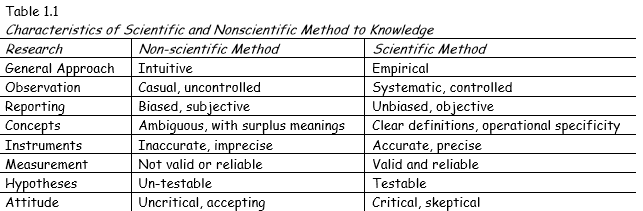 Table 1.1
Characteristics of Scientific and Nonscientific Method to Knowledge
Research Non-scientific Method Scientific Method
General Approach Intuitive Empirical
Observation Casual, uncontrolled Systematic, controlled
Reporting Biased, subjective Unbiased, objective
Concepts Ambiguous, with surplus meanings Clear definitions, operational specificity
Instruments Inaccurate, imprecise Accurate, precise
Measurement Not valid or reliable Valid and reliable
Hypotheses Un-testable Testable
Attitude Uncritical, accepting Critical, skeptical